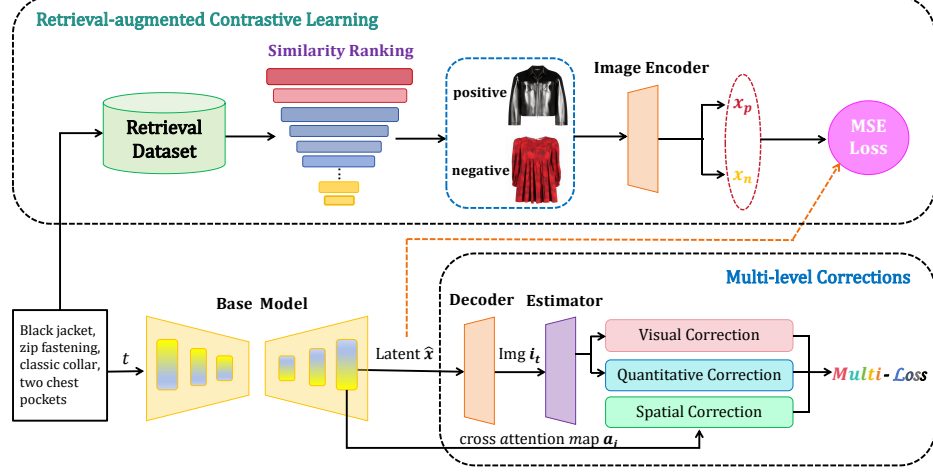 Retrieval-augmented Contrastive Learning
Similarity Ranking
Retrieval
Dataset
positive
negative
Image Encoder
x_p
x_n
MSE
Loss
Multi-level Corrections
Black jacket,
zip fastening,
classic collar,
two chest
pockets
t
Base Model
Latent x̂
Decoder
Img i_t
Estimator
Visual Correction
Quantitative Correction
Spatial Correction
Multi-Loss
cross attention map a_i